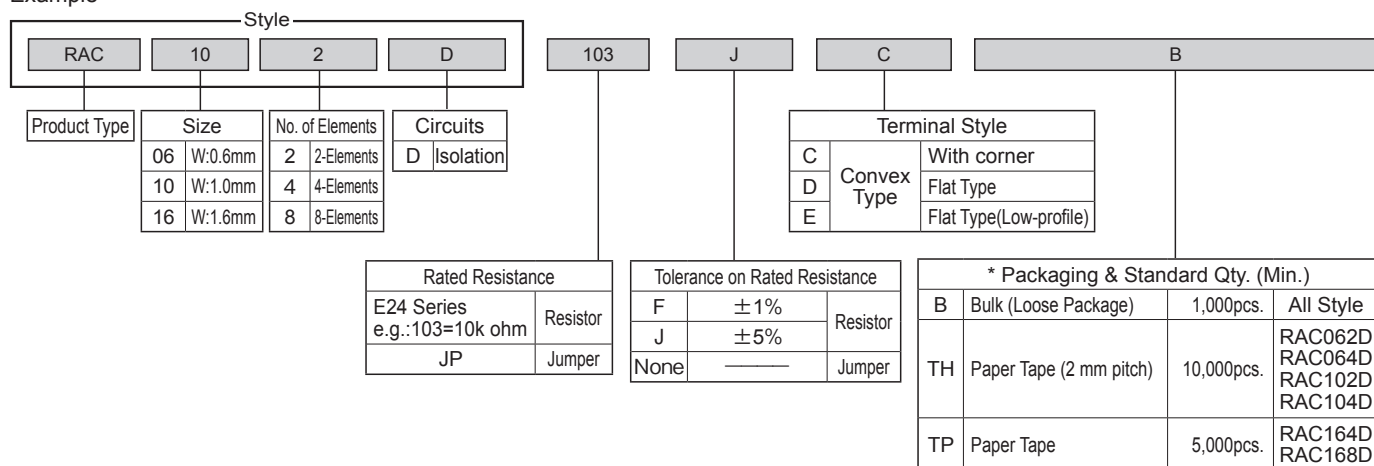 Style
RAC 10 2 D 103 J C B
Product Type
Size
06 W:0.6mm
10 W:1.0mm
16 W:1.6mm
No. of Elements
2 2-Elements
4 4-Elements
8 8-Elements
Circuits
D Isolation
Terminal Style
C Convex Type With corner
D Flat Type
E Flat Type(Low-profile)
Rated Resistance
E24 Series
e.g.:103=10k ohm Resistor
JP Jumper
Tolerance on Rated Resistance
F ±1% Resistor
J ±5%
None ——— Jumper
* Packaging & Standard Qty. (Min.)
B Bulk (Loose Package) 1,000pcs. All Style
TH Paper Tape (2 mm pitch) 10,000pcs. RAC062D
RAC064D
RAC102D
RAC104D
TP Paper Tape 5,000pcs. RAC164D
RAC168D